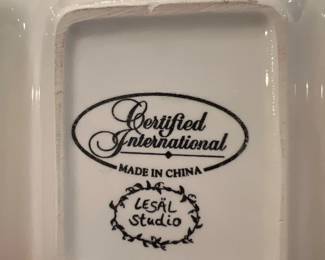 Certified
International
MADE IN CHINA
LESÄL
Studio